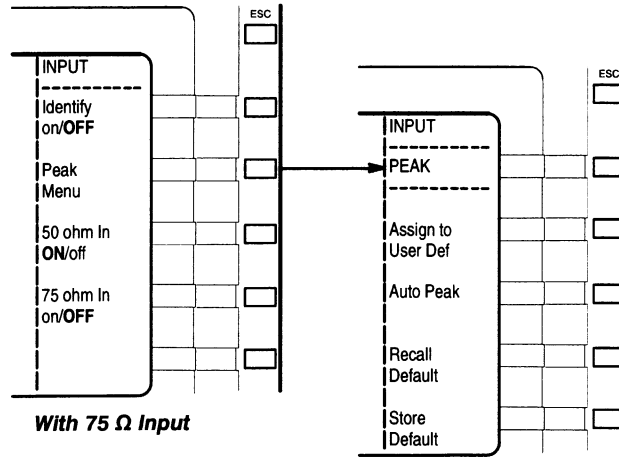 ESC
INPUT
Identify
on/OFF
Peak
Menu
50 ohm In
ON/off
75 ohm In
on/OFF
With 75 Ω Input
ESC
INPUT
PEAK
Assign to
User Def
Auto Peak
Recall
Default
Store
Default